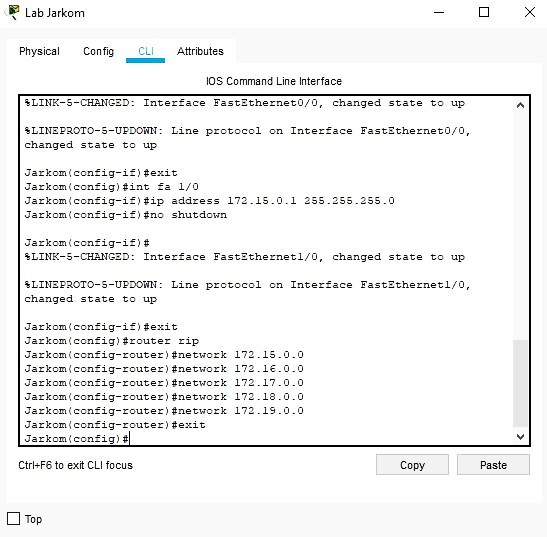 Lab Jarkom
Physical Config CLI Attributes
IOS Command Line Interface
%LINK-5-CHANGED: Interface FastEthernet0/0, changed state to up
%LINEPROTO-5-UPDOWN: Line protocol on Interface FastEthernet0/0,
changed state to up
Jarkom(config-if)#exit
Jarkom(config)#int fa 1/0
Jarkom(config-if)#ip address 172.15.0.1 255.255.255.0
Jarkom(config-if)#no shutdown
Jarkom(config-if)#
%LINK-5-CHANGED: Interface FastEthernet1/0, changed state to up
%LINEPROTO-5-UPDOWN: Line protocol on Interface FastEthernet1/0,
changed state to up
Jarkom(config-if)#exit
Jarkom(config)#router rip
Jarkom(config-router)#network 172.15.0.0
Jarkom(config-router)#network 172.16.0.0
Jarkom(config-router)#network 172.17.0.0
Jarkom(config-router)#network 172.18.0.0
Jarkom(config-router)#network 172.19.0.0
Jarkom(config-router)#exit
Jarkom(config)#
Ctrl+F6 to exit CLI focus
Copy Paste
Top